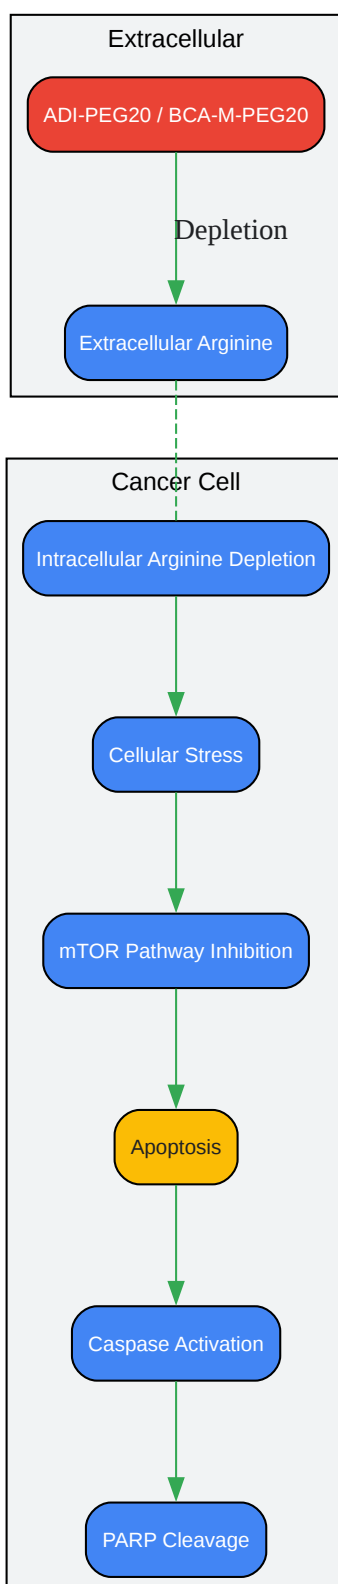 Extracellular
ADI-PEG20 / BCA-M-PEG20
Depletion
Extracellular Arginine
Cancer Cell
Intracellular Arginine Depletion
Cellular Stress
mTOR Pathway Inhibition
Apoptosis
Caspase Activation
PARP Cleavage